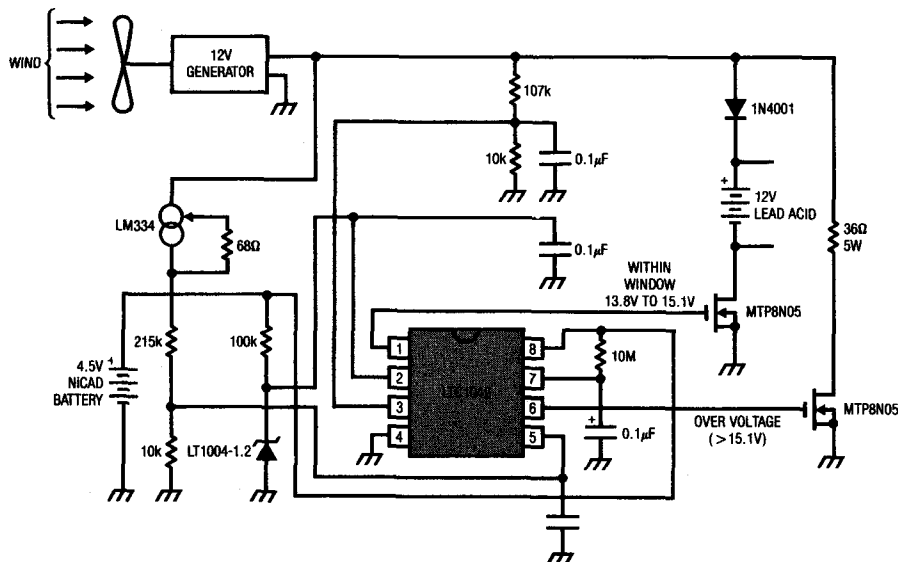 WIND
12V
GENERATOR
107k
1N4001
10k
0.1μF
+
12V
LEAD ACID
LM334
68Ω
0.1μF
36Ω
5W
WITHIN
WINDOW
13.8V TO 15.1V
MTP8N05
215k
100k
1
8
10M
4.5V
+
NiCAD
BATTERY
2
7
3
6
+
0.1μF
OVER VOLTAGE
(>15.1V)
MTP8N05
4
5
10k
LT1004-1.2